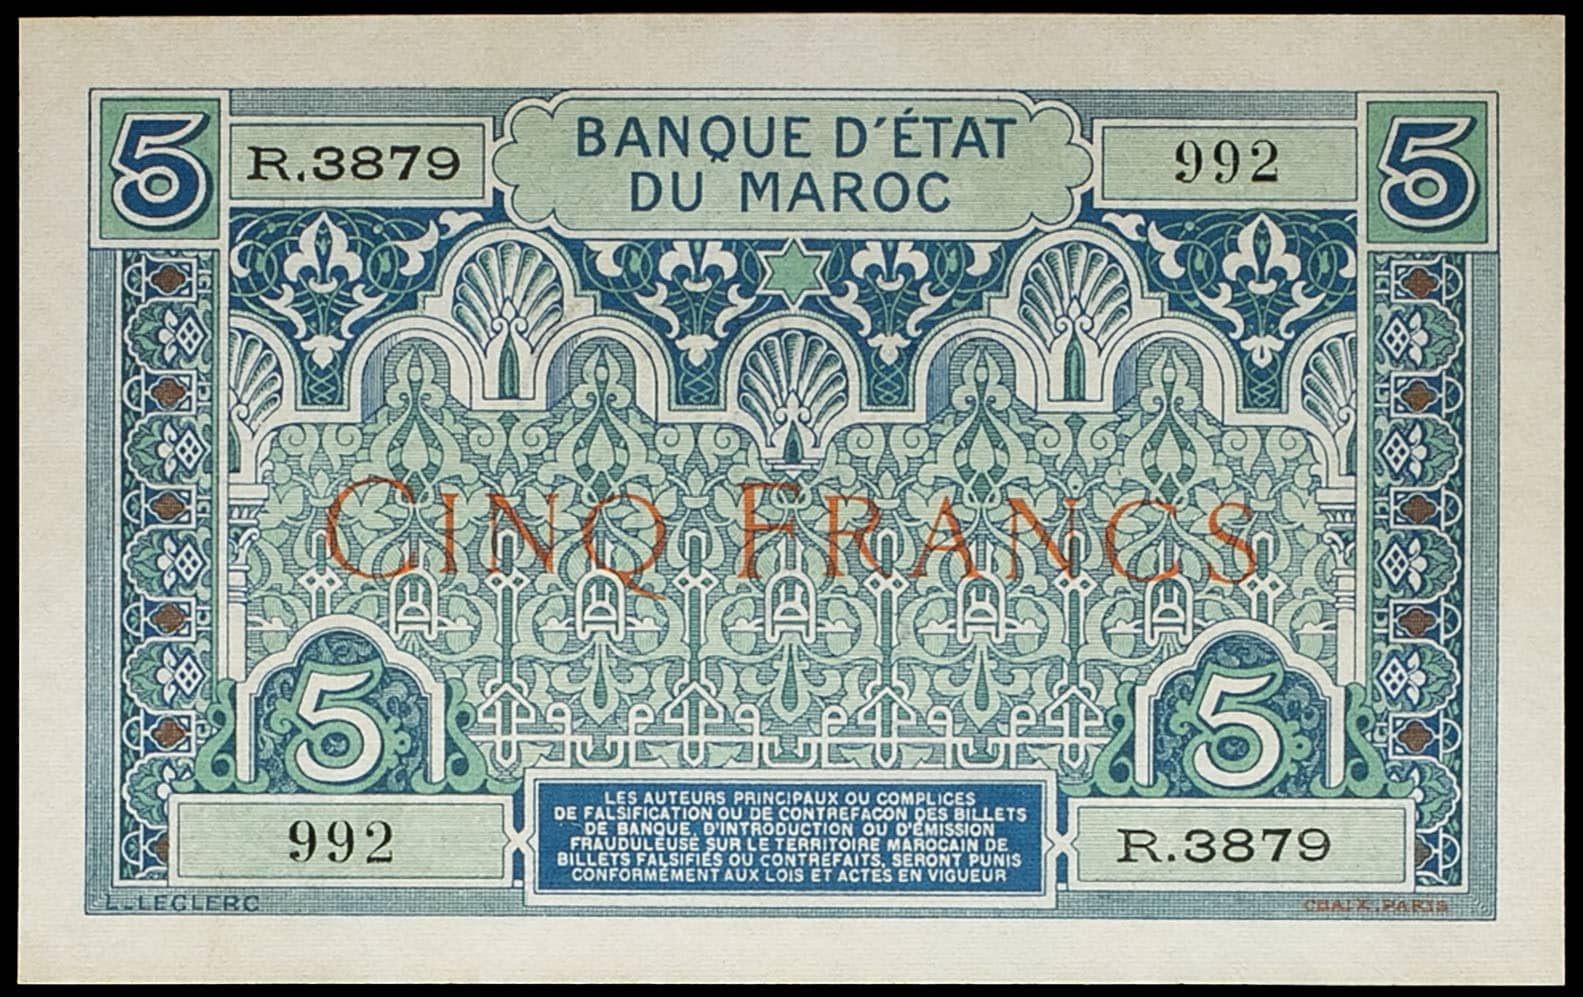 5 R.3879 BANQUE D'ÉTAT 992 5
DU MAROC
CINQ FRANCS
5 5
992 R.3879
LES AUTEURS PRINCIPAUX OU COMPLICES
DE FALSIFICATION OU DE CONTREFACON DES BILLETS
DE BANQUE, D'INTRODUCTION OU D'ÉMISSION
FRAUDULEUSE SUR LE TERRITOIRE MAROCAIN DE
BILLETS FALSIFIÉS OU CONTREFAITS, SERONT PUNIS
CONFORMÉMENT AUX LOIS ET ACTES EN VIGUEUR
L.LECLERC CHAIX.PARIS